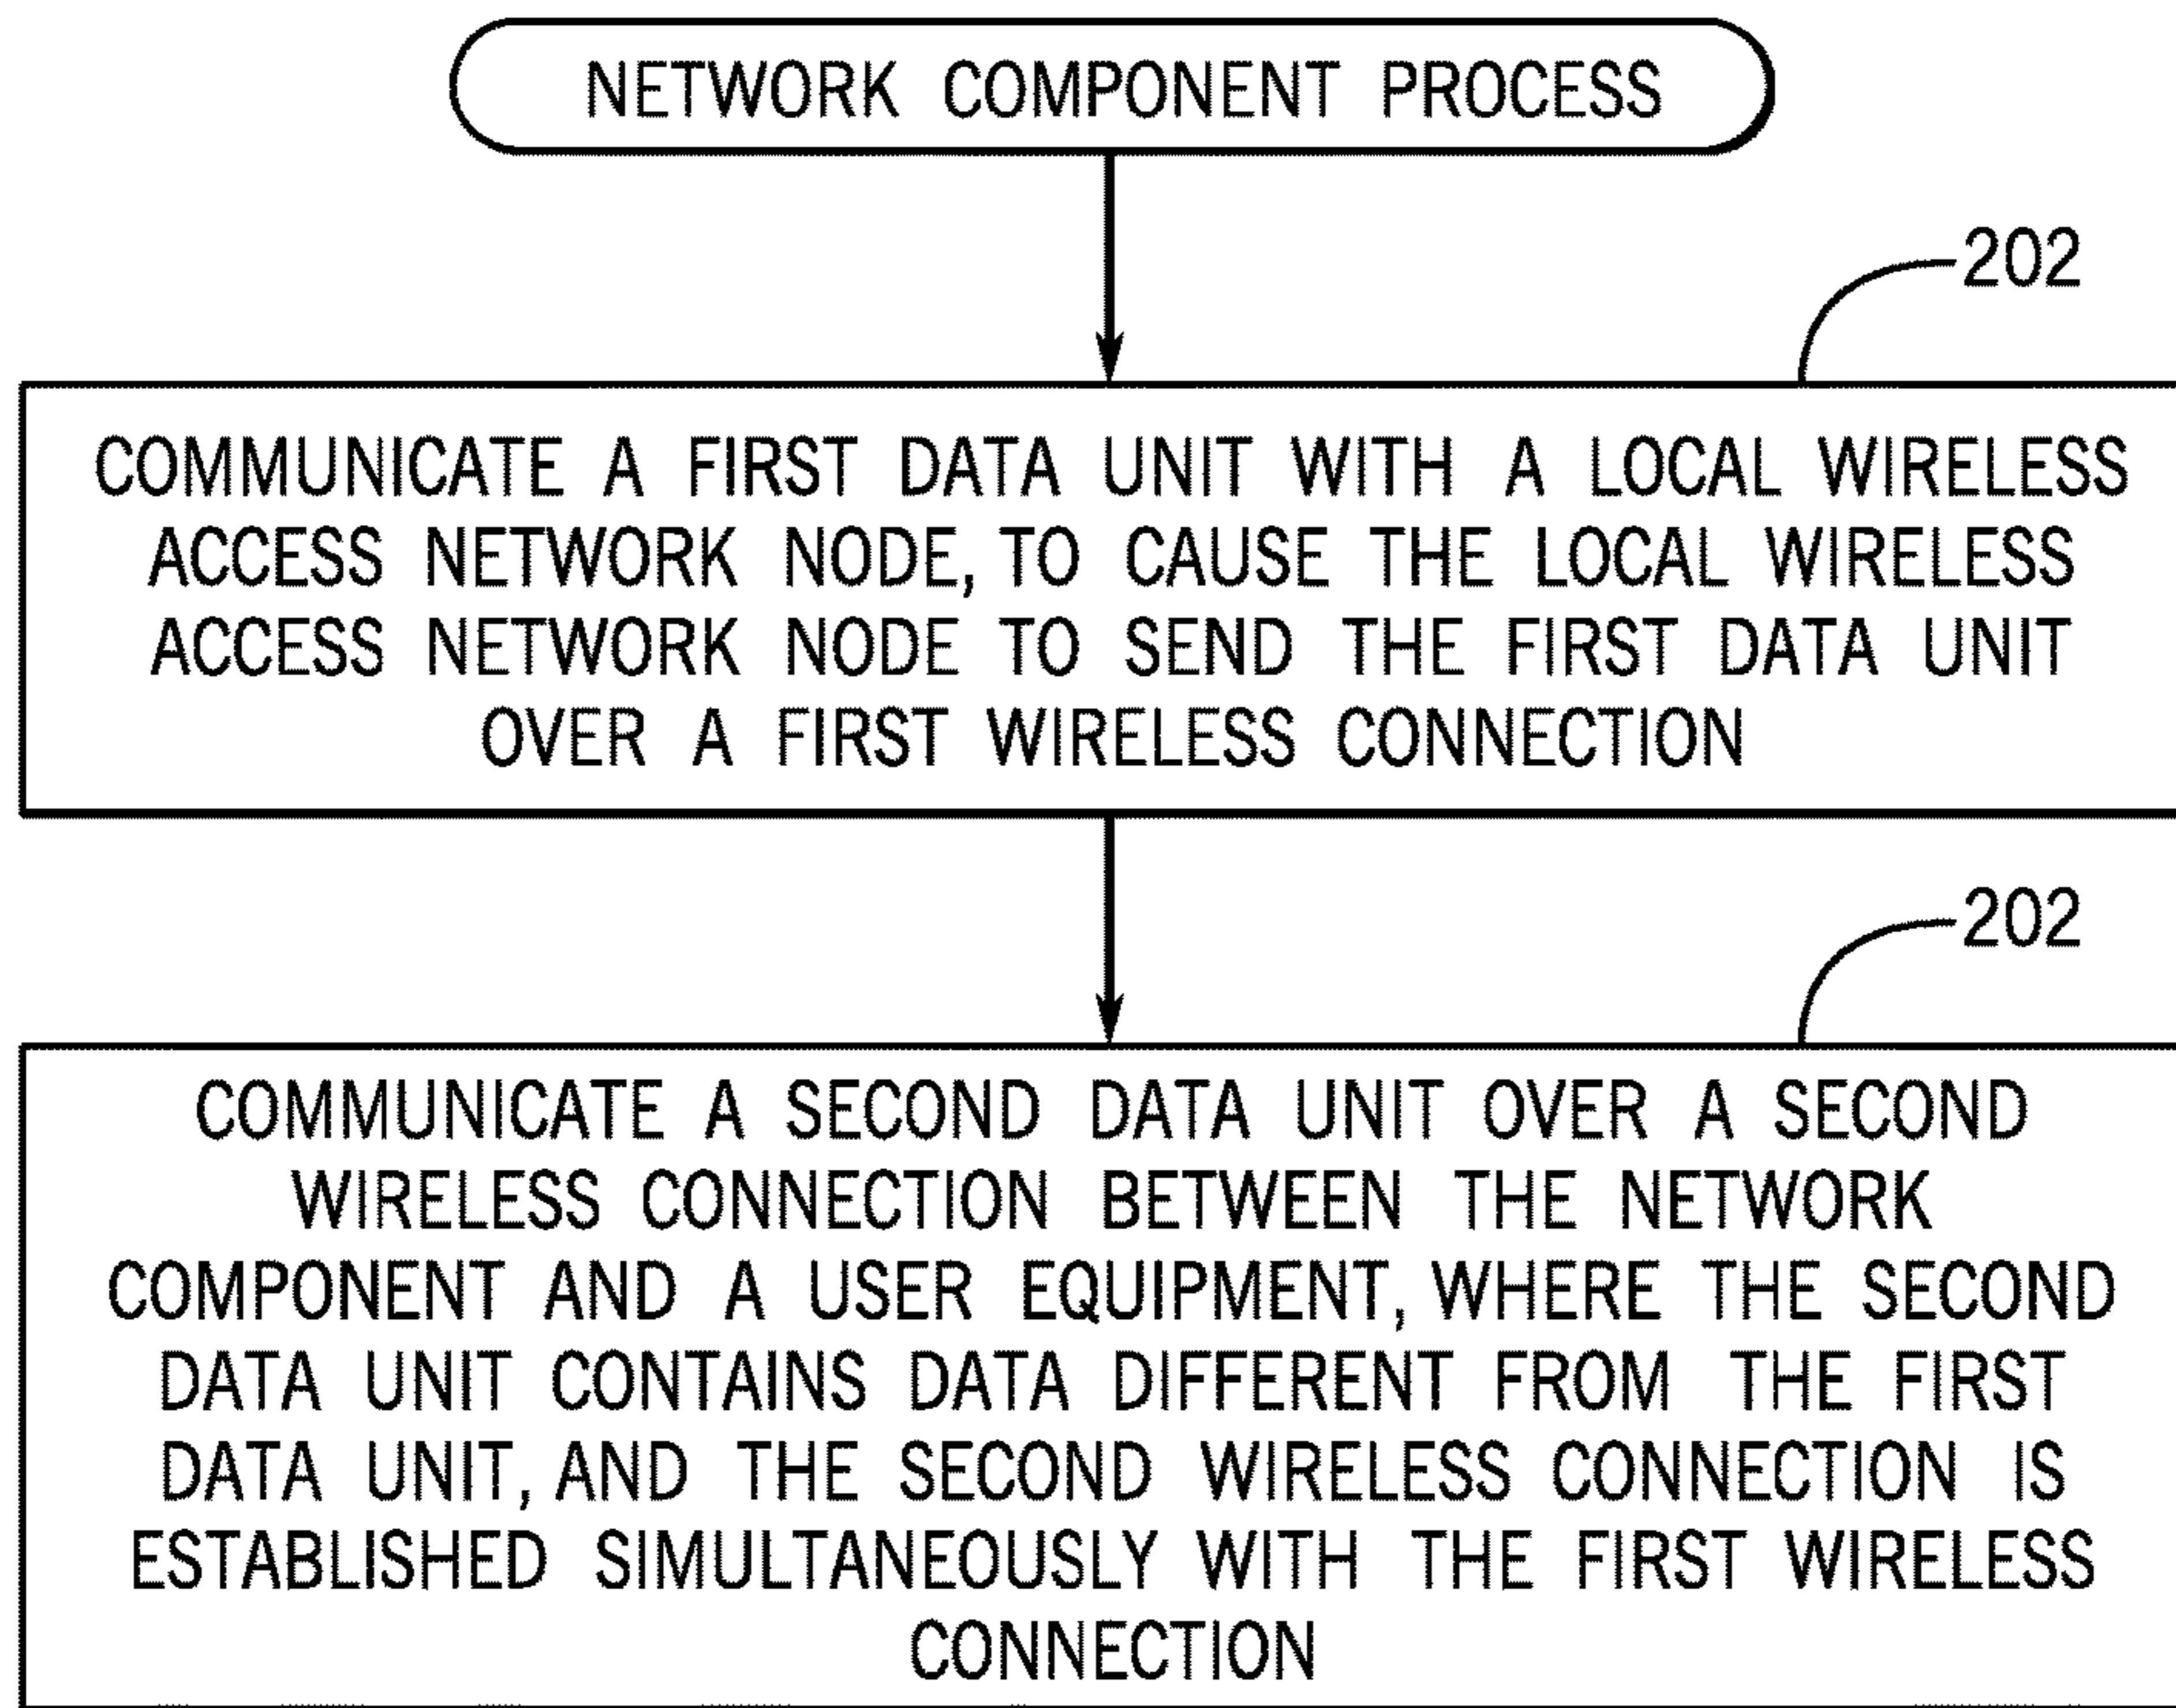 NETWORK COMPONENT PROCESS
202
COMMUNICATE A FIRST DATA UNIT WITH A LOCAL WIRELESS
ACCESS NETWORK NODE, TO CAUSE THE LOCAL WIRELESS
ACCESS NETWORK NODE TO SEND THE FIRST DATA UNIT
OVER A FIRST WIRELESS CONNECTION
202
COMMUNICATE A SECOND DATA UNIT OVER A SECOND
WIRELESS CONNECTION BETWEEN THE NETWORK
COMPONENT AND A USER EQUIPMENT, WHERE THE SECOND
DATA UNIT CONTAINS DATA DIFFERENT FROM THE FIRST
DATA UNIT, AND THE SECOND WIRELESS CONNECTION IS
ESTABLISHED SIMULTANEOUSLY WITH THE FIRST WIRELESS
CONNECTION